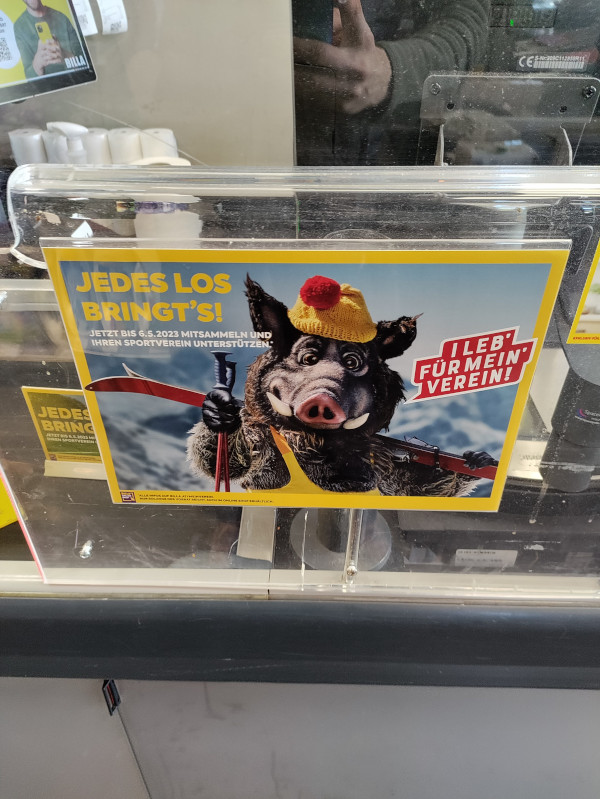 BILLA
JEDES LOS
BRINGT'S!
JETZT BIS 6.5.2023 MITSAMMELN UND
IHREN SPORTVEREIN UNTERSTÜTZEN.*
I LEB'
FÜR MEIN'
VEREIN!
JEDES
BRING